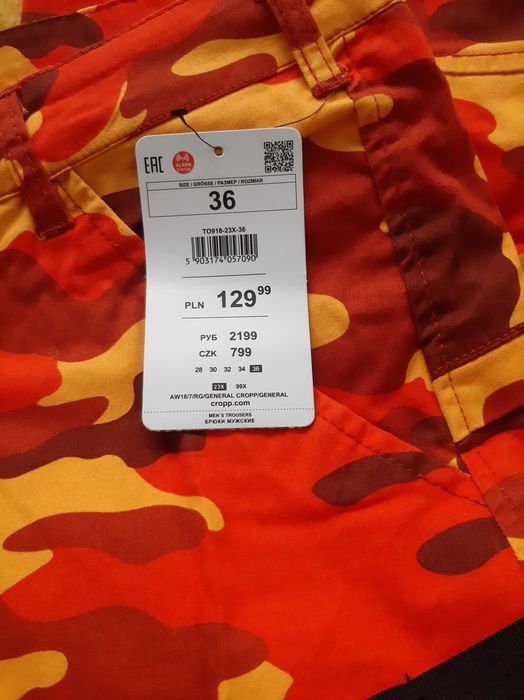 EAC
ALARM
SYSTEM
SIZE / GRÖSSE / РАЗМЕР / ROZMIAR
36
TO918-23X-36
5 903174 057090
PLN 129 99
РУБ 2199
CZK 799
28 30 32 34 36
23X 99X
AW18/7/RG/GENERAL CROPP/GENERAL
cropp.com
MEN'S TROUSERS
БРЮКИ МУЖСКИЕ